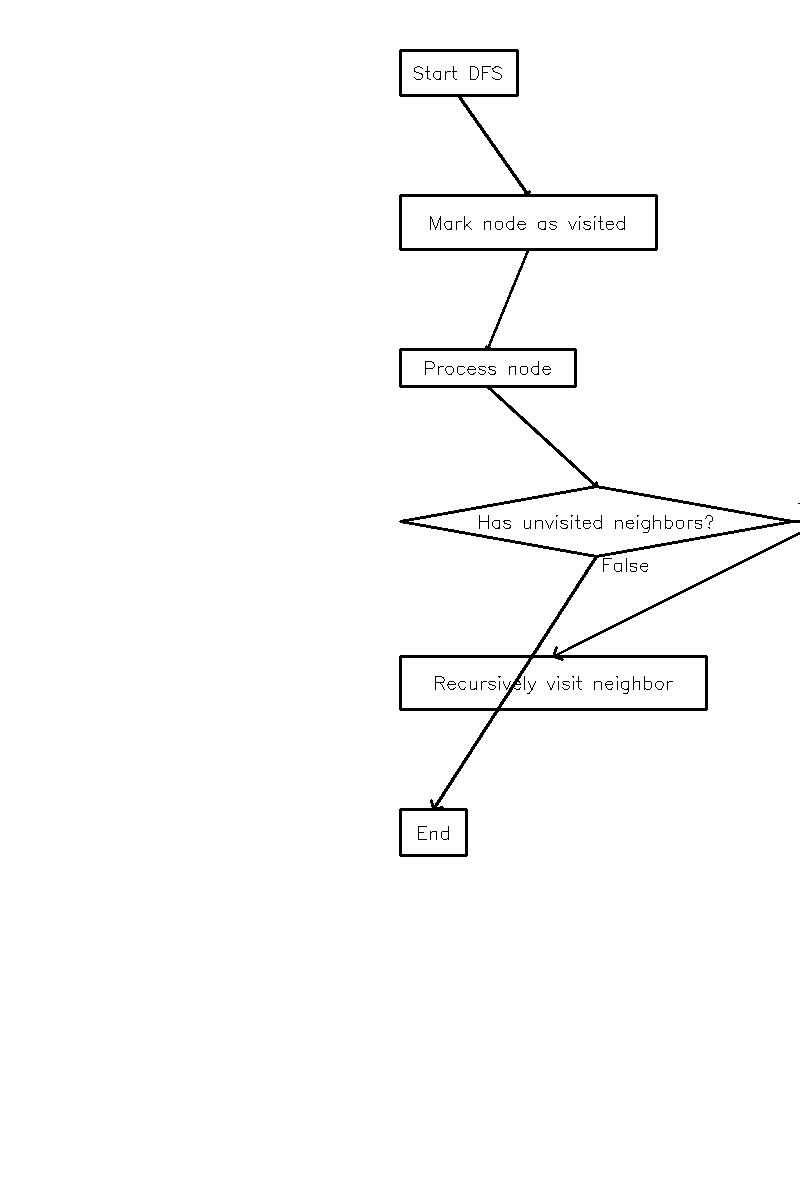 Start DFS
Mark node as visited
Process node
Has unvisited neighbors?
False
Recursively visit neighbor
End